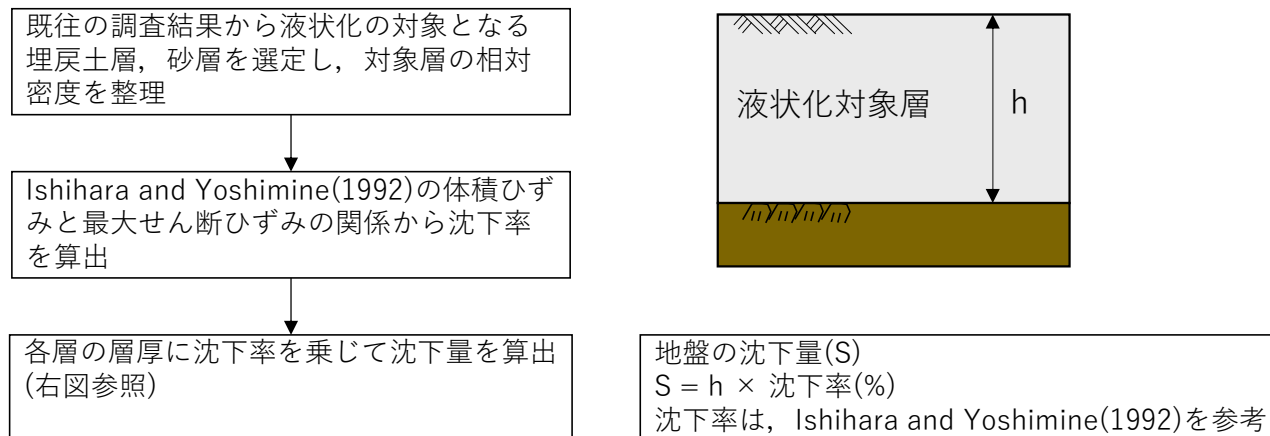 既往の調査結果から液状化の対象となる
埋戻土層，砂層を選定し，対象層の相対
密度を整理
Ishihara and Yoshimine(1992)の体積ひず
みと最大せん断ひずみの関係から沈下率
を算出
各層の層厚に沈下率を乗じて沈下量を算出
(右図参照)
液状化対象層
h
地盤の沈下量(S)
S = h × 沈下率(%)
沈下率は，Ishihara and Yoshimine(1992)を参考